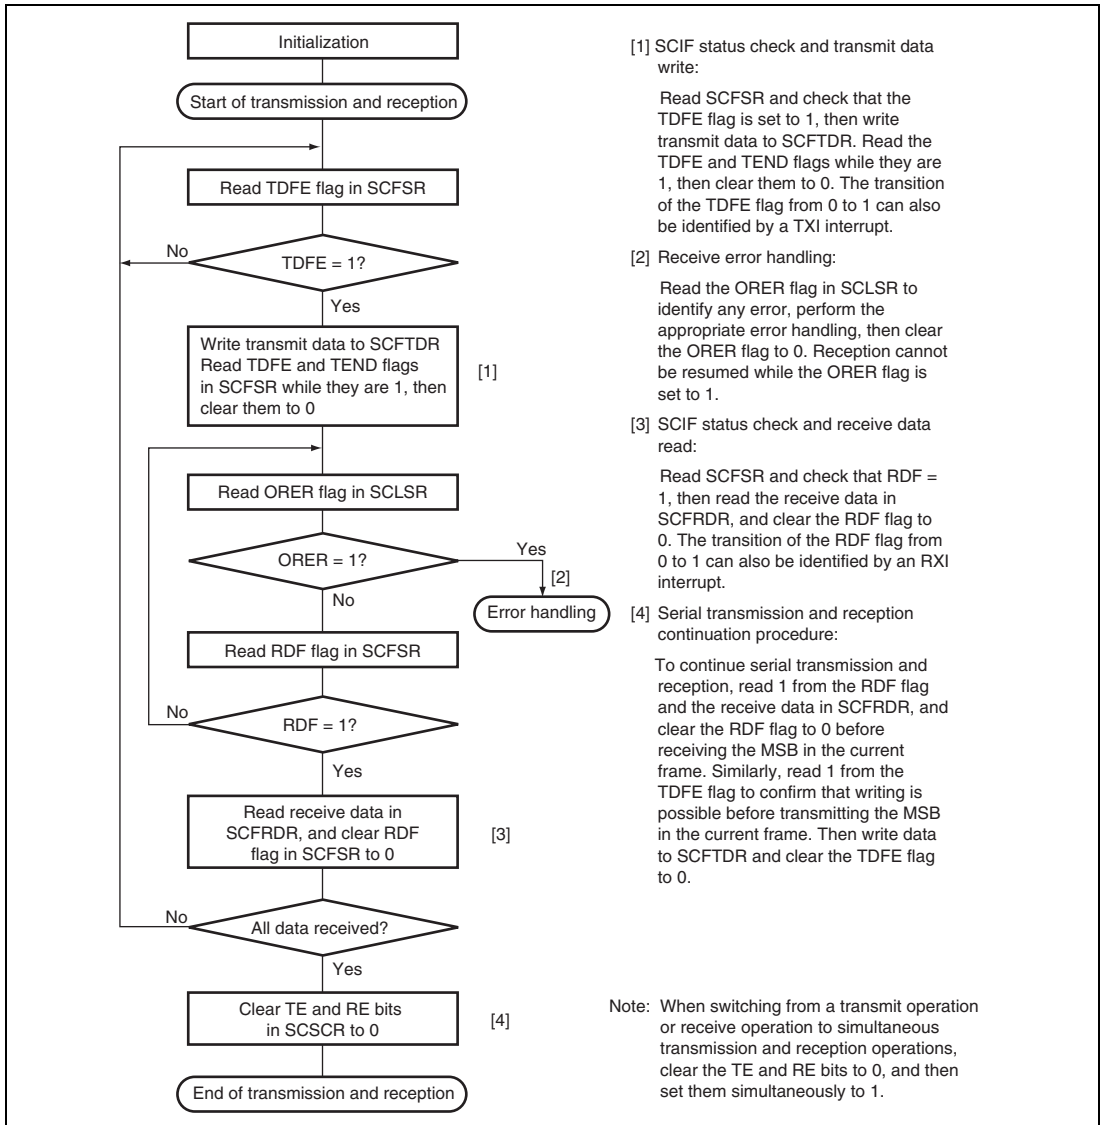 Initialization
Start of transmission and reception
Read TDFE flag in SCFSR
No
TDFE = 1?
Yes
Write transmit data to SCFTDR
Read TDFE and TEND flags
in SCFSR while they are 1, then
clear them to 0
[1]
Read ORER flag in SCLSR
ORER = 1?
Yes
[2]
No
Error handling
Read RDF flag in SCFSR
No
RDF = 1?
Yes
Read receive data in
SCFRDR, and clear RDF
flag in SCFSR to 0
[3]
No
All data received?
Yes
Clear TE and RE bits
in SCSCR to 0
[4]
End of transmission and reception
[1] SCIF status check and transmit data
write:
Read SCFSR and check that the
TDFE flag is set to 1, then write
transmit data to SCFTDR. Read the
TDFE and TEND flags while they are
1, then clear them to 0. The transition
of the TDFE flag from 0 to 1 can also
be identified by a TXI interrupt.
[2] Receive error handling:
Read the ORER flag in SCLSR to
identify any error, perform the
appropriate error handling, then clear
the ORER flag to 0. Reception cannot
be resumed while the ORER flag is
set to 1.
[3] SCIF status check and receive data
read:
Read SCFSR and check that RDF =
1, then read the receive data in
SCFRDR, and clear the RDF flag to
0. The transition of the RDF flag from
0 to 1 can also be identified by an RXI
interrupt.
[4] Serial transmission and reception
continuation procedure:
To continue serial transmission and
reception, read 1 from the RDF flag
and the receive data in SCFRDR, and
clear the RDF flag to 0 before
receiving the MSB in the current
frame. Similarly, read 1 from the
TDFE flag to confirm that writing is
possible before transmitting the MSB
in the current frame. Then write data
to SCFTDR and clear the TDFE flag
to 0.
Note: When switching from a transmit operation
or receive operation to simultaneous
transmission and reception operations,
clear the TE and RE bits to 0, and then
set them simultaneously to 1.